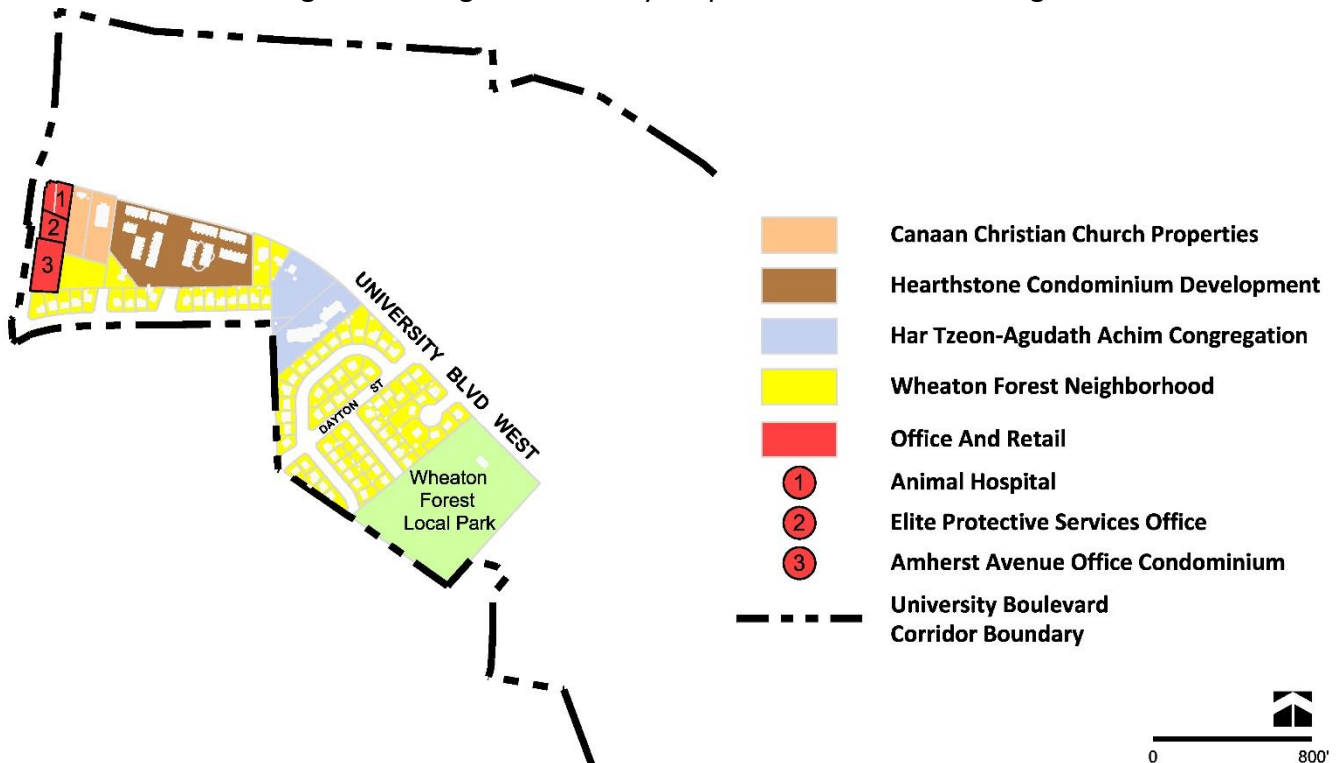 1
2
3
UNIVERSITY BLVD WEST
DAYTON ST
Wheaton
Forest
Local Park
Canaan Christian Church Properties
Hearthstone Condominium Development
Har Tzeon-Agudath Achim Congregation
Wheaton Forest Neighborhood
Office And Retail
1 Animal Hospital
2 Elite Protective Services Office
3 Amherst Avenue Office Condominium
University Boulevard
Corridor Boundary
0 800'